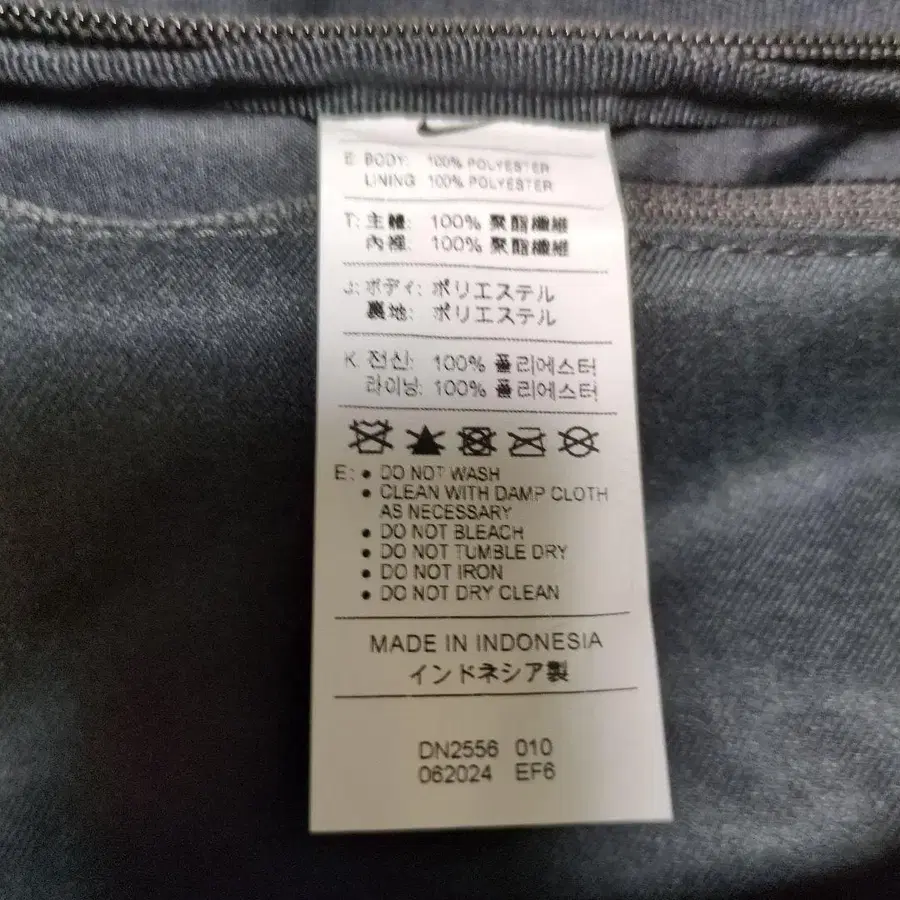 E: BODY: 100% POLYESTER
LINING 100% POLYESTER
T: 主體: 100% 聚酯纖維
內裡: 100% 聚酯纖維
J: ボディ: ポリエステル
裏地: ポリエステル
K: 전신: 100% 폴리에스터
라이닝: 100% 폴리에스터
E: • DO NOT WASH
• CLEAN WITH DAMP CLOTH
AS NECESSARY
• DO NOT BLEACH
• DO NOT TUMBLE DRY
• DO NOT IRON
• DO NOT DRY CLEAN
MADE IN INDONESIA
インドネシア製
DN2556 010
062024 EF6